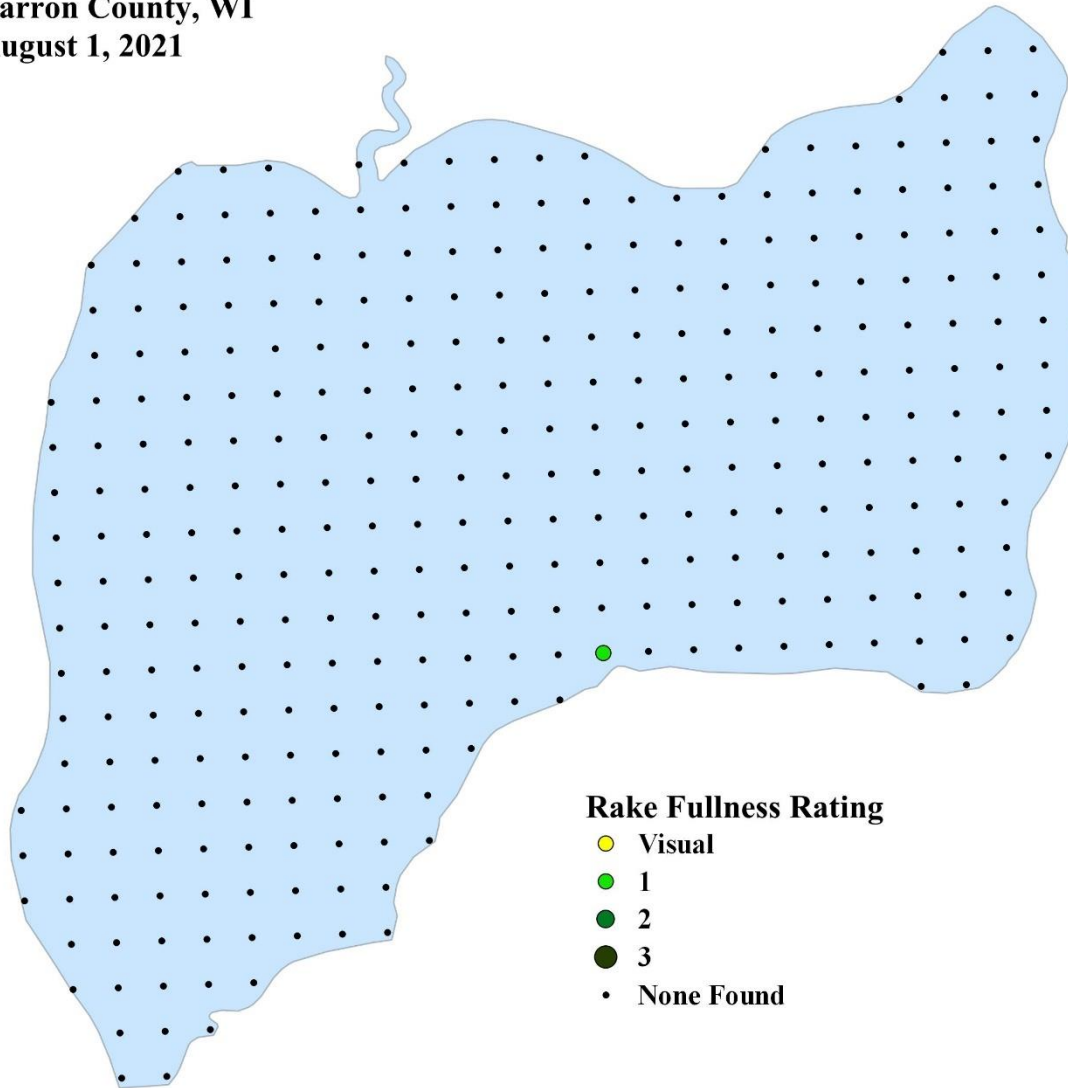 arron County, WI
ugust 1, 2021
Rake Fullness Rating
Visual
1
2
3
None Found